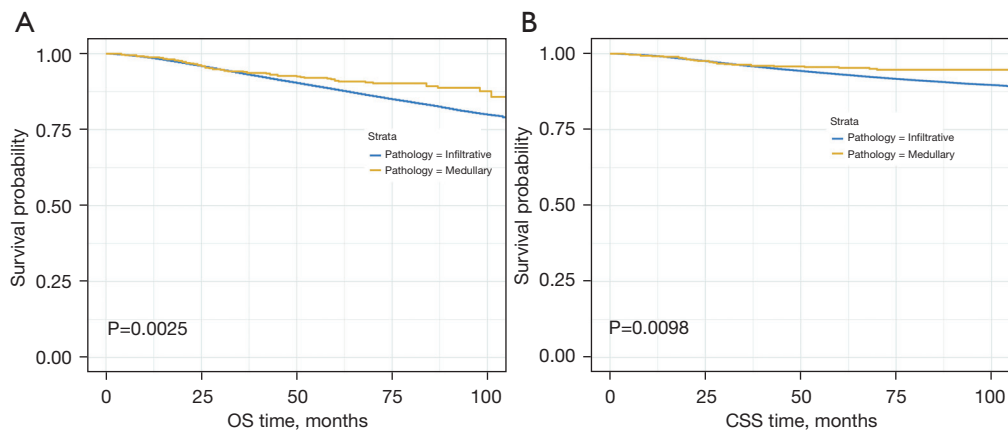 A
1.00
0.75
0.50
0.25
0.00
Survival probability
Strata
Pathology = Infiltrative
Pathology = Medullary
P=0.0025
0 25 50 75 100
OS time, months
B
1.00
0.75
0.50
0.25
0.00
Survival probability
Strata
Pathology = Infiltrative
Pathology = Medullary
P=0.0098
0 25 50 75 100
CSS time, months